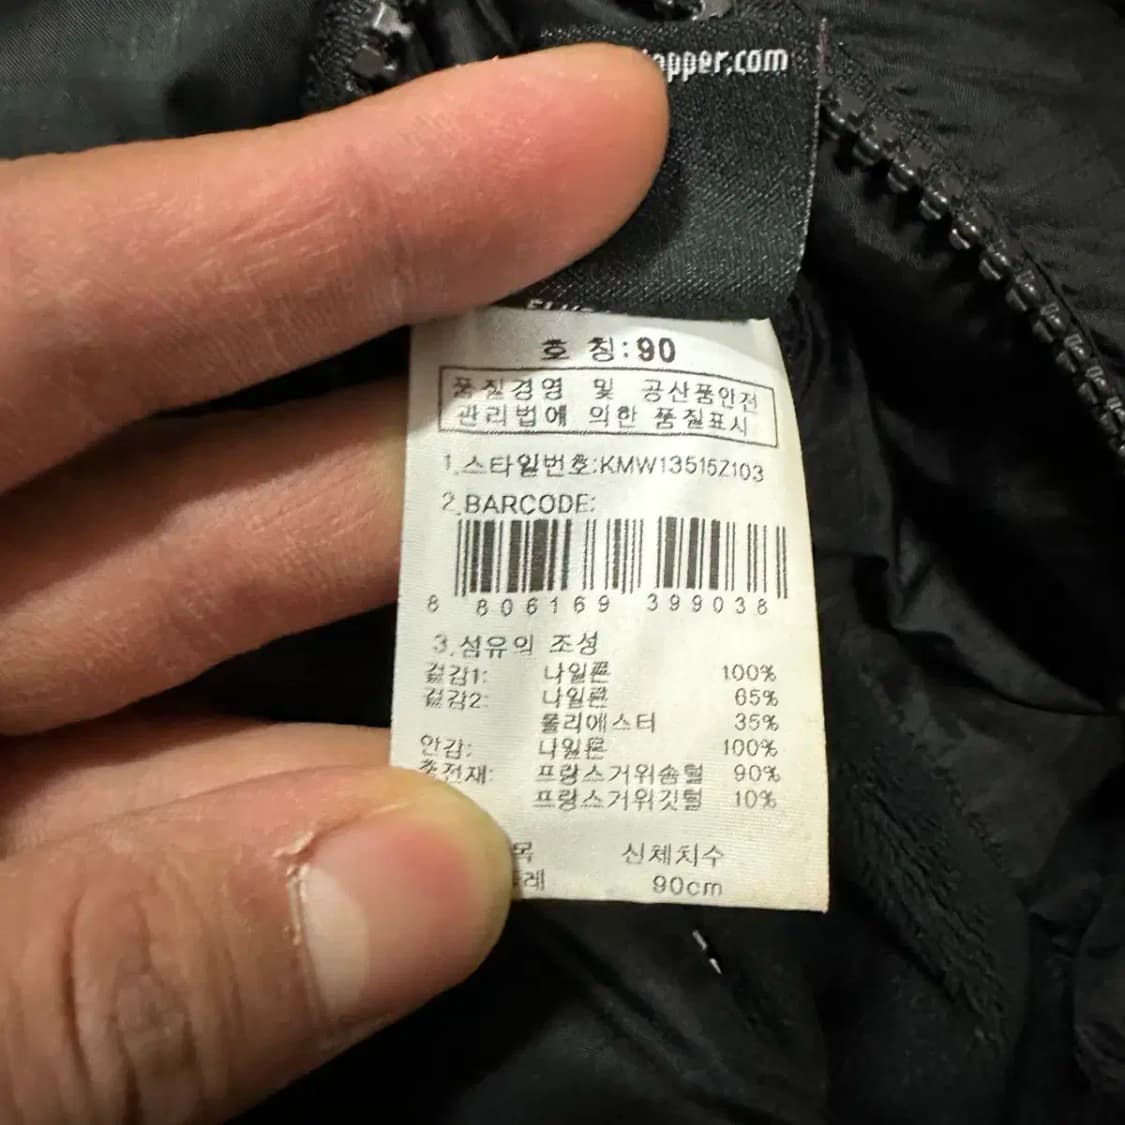 호 칭:90
품질경영 및 공산품안전
관리법에 의한 품질표시
1.스타일번호:KMW13515Z103
2.BARCODE:
8 806169 399038
3.섬유의 조성
겉감1: 나일론 100%
겉감2: 나일론 65%
폴리에스터 35%
안감: 나일론 100%
충전재: 프랑스거위솜털 90%
프랑스거위깃털 10%
신체치수
90cm